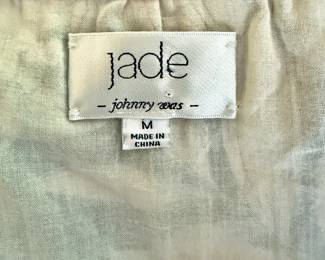 jade
- johnny was -
M
MADE IN
CHINA